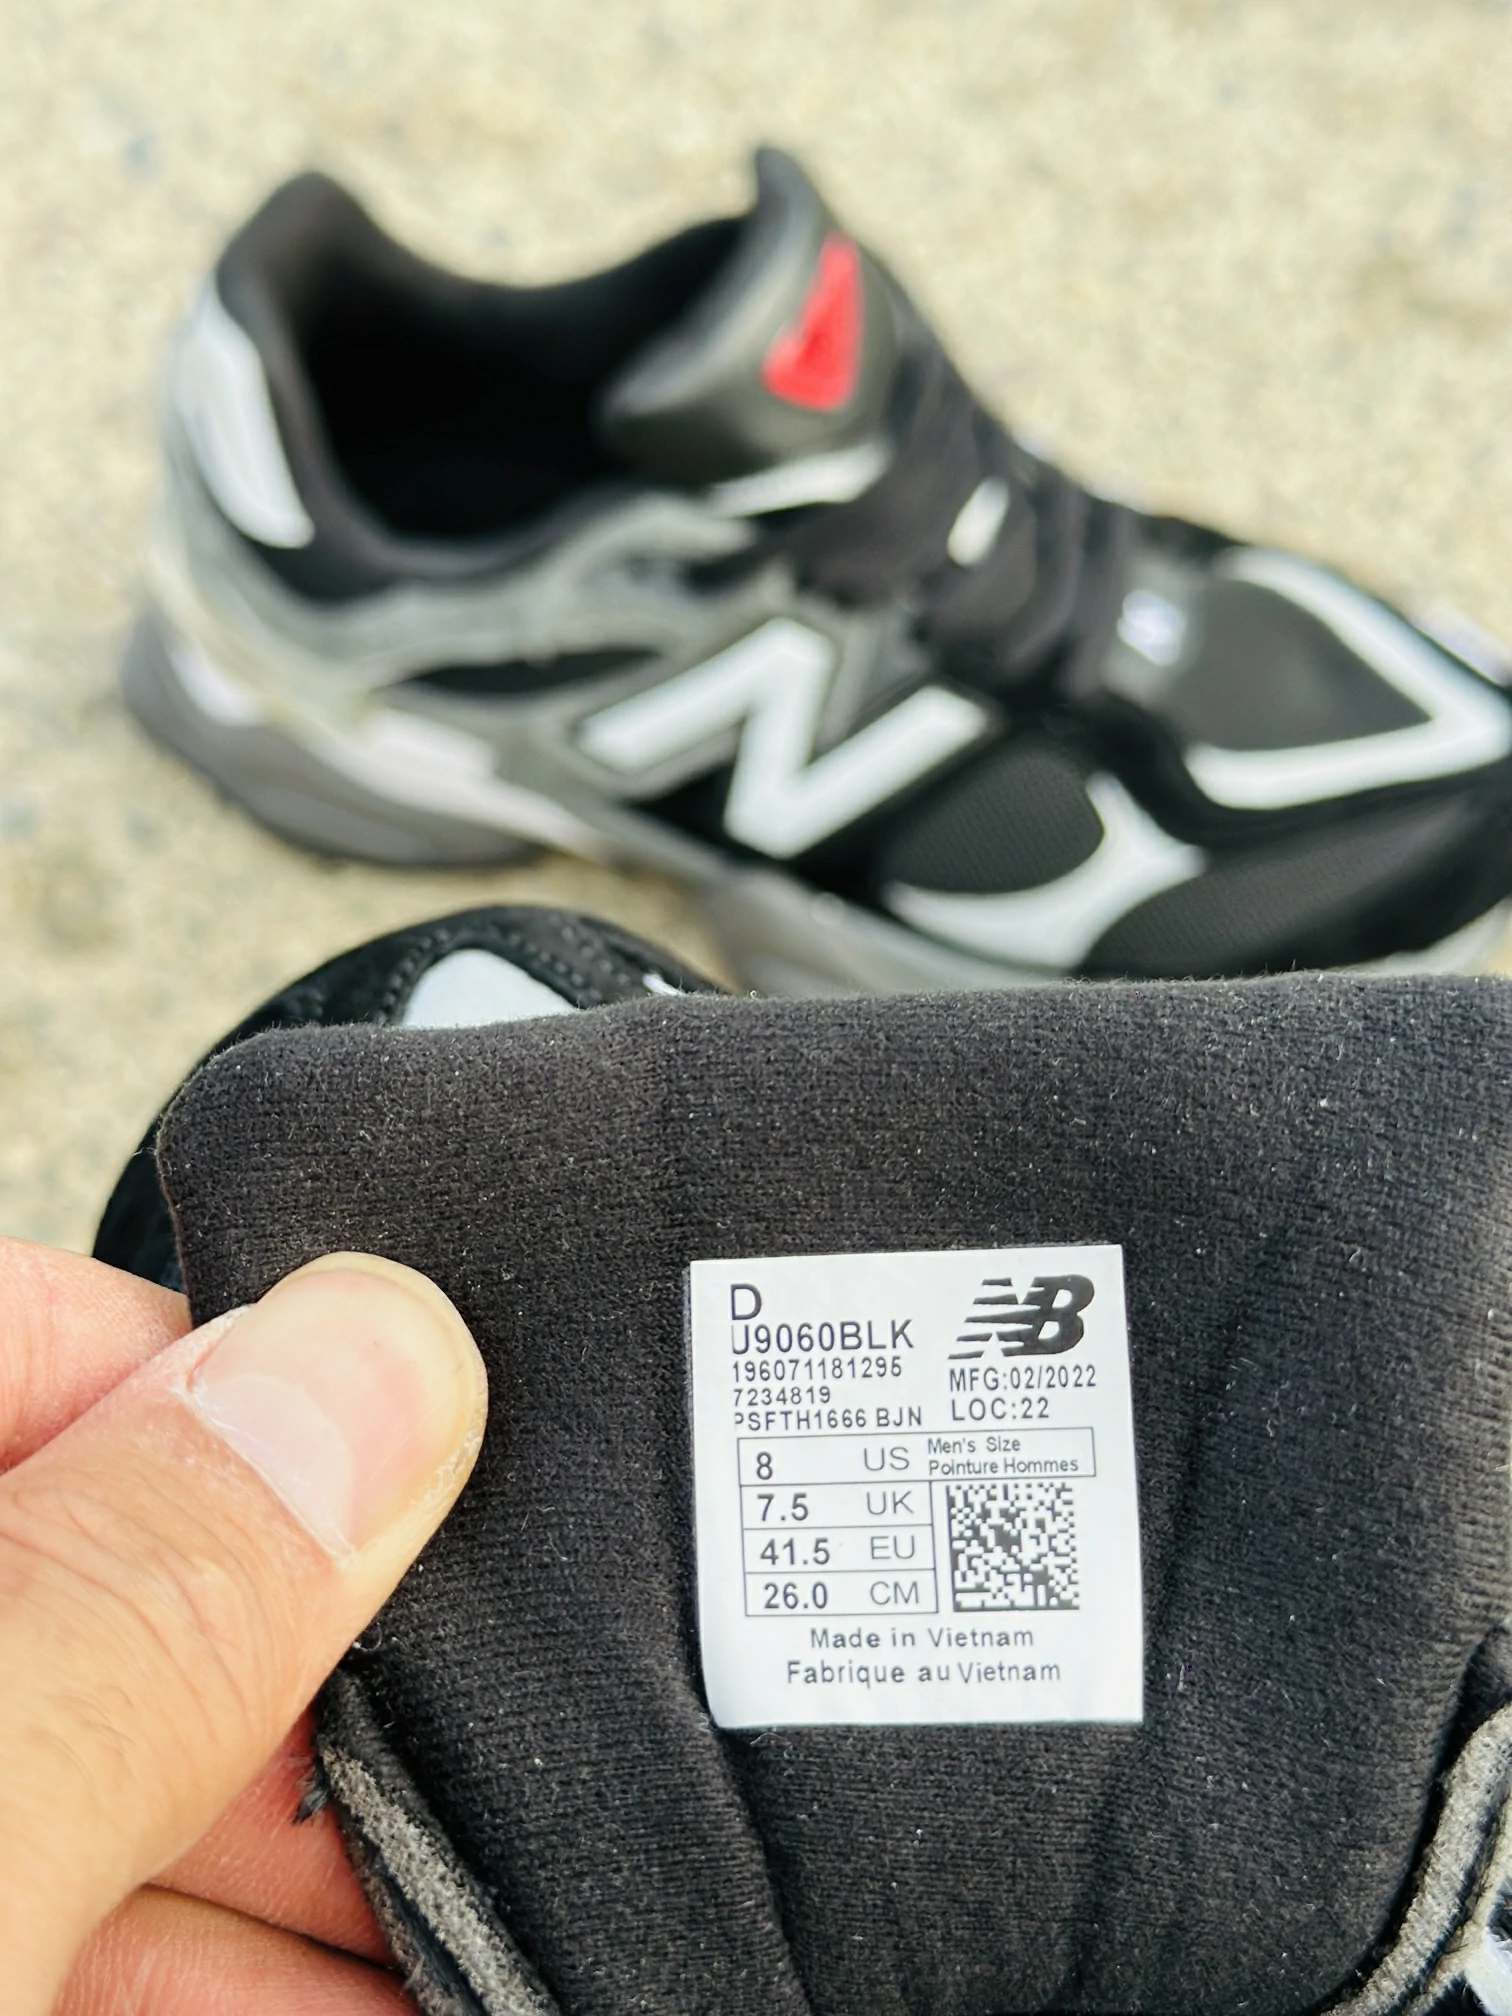 D
U9060BLK
196071181295
7234819
PSFTH1666 BJN
NB
MFG:02/2022
LOC:22
8 US Men's Size
Pointure Hommes
7.5 UK
41.5 EU
26.0 CM
Made in Vietnam
Fabrique au Vietnam
N